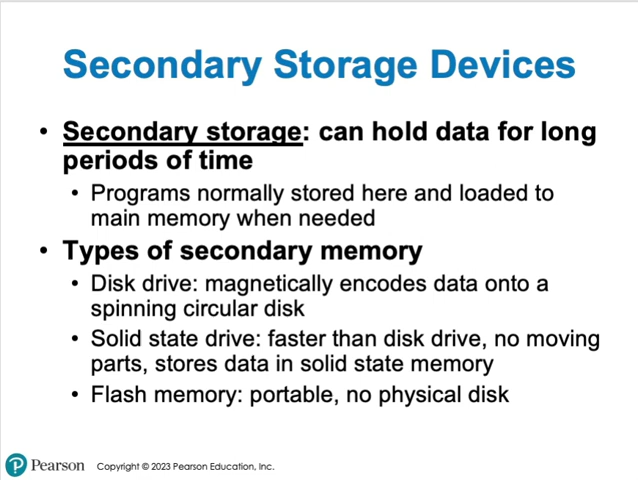 Secondary Storage Devices
• Secondary storage: can hold data for long
periods of time
• Programs normally stored here and loaded to
main memory when needed
• Types of secondary memory
• Disk drive: magnetically encodes data onto a
spinning circular disk
• Solid state drive: faster than disk drive, no moving
parts, stores data in solid state memory
• Flash memory: portable, no physical disk
P Pearson Copyright © 2023 Pearson Education, Inc.